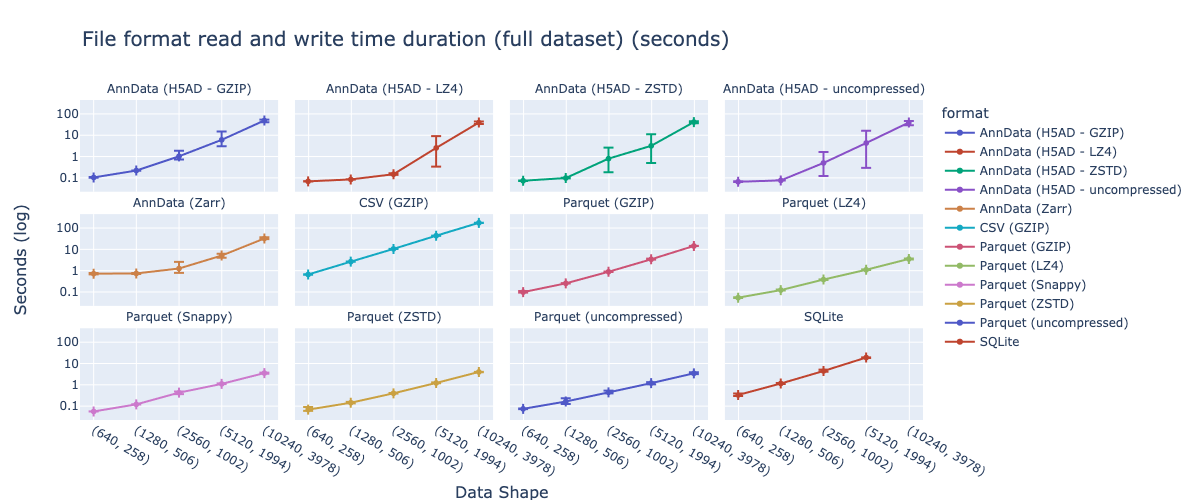 File format read and write time duration (full dataset) (seconds)
AnnData (H5AD - GZIP)
AnnData (H5AD - LZ4)
AnnData (H5AD - ZSTD)
AnnData (H5AD - uncompressed)
100
10
1
0.1
AnnData (Zarr)
CSV (GZIP)
Parquet (GZIP)
Parquet (LZ4)
100
10
1
0.1
Parquet (Snappy)
Parquet (ZSTD)
Parquet (uncompressed)
SQLite
100
10
1
0.1
Seconds (log)
(640, 258)
(1280, 506)
(2560, 1002)
(5120, 1994)
(10240, 3978)
(640, 258)
(1280, 506)
(2560, 1002)
(5120, 1994)
(10240, 3978)
(640, 258)
(1280, 506)
(2560, 1002)
(5120, 1994)
(10240, 3978)
(640, 258)
(1280, 506)
(2560, 1002)
(5120, 1994)
(10240, 3978)
Data Shape
format
AnnData (H5AD - GZIP)
AnnData (H5AD - LZ4)
AnnData (H5AD - ZSTD)
AnnData (H5AD - uncompressed)
AnnData (Zarr)
CSV (GZIP)
Parquet (GZIP)
Parquet (LZ4)
Parquet (Snappy)
Parquet (ZSTD)
Parquet (uncompressed)
SQLite